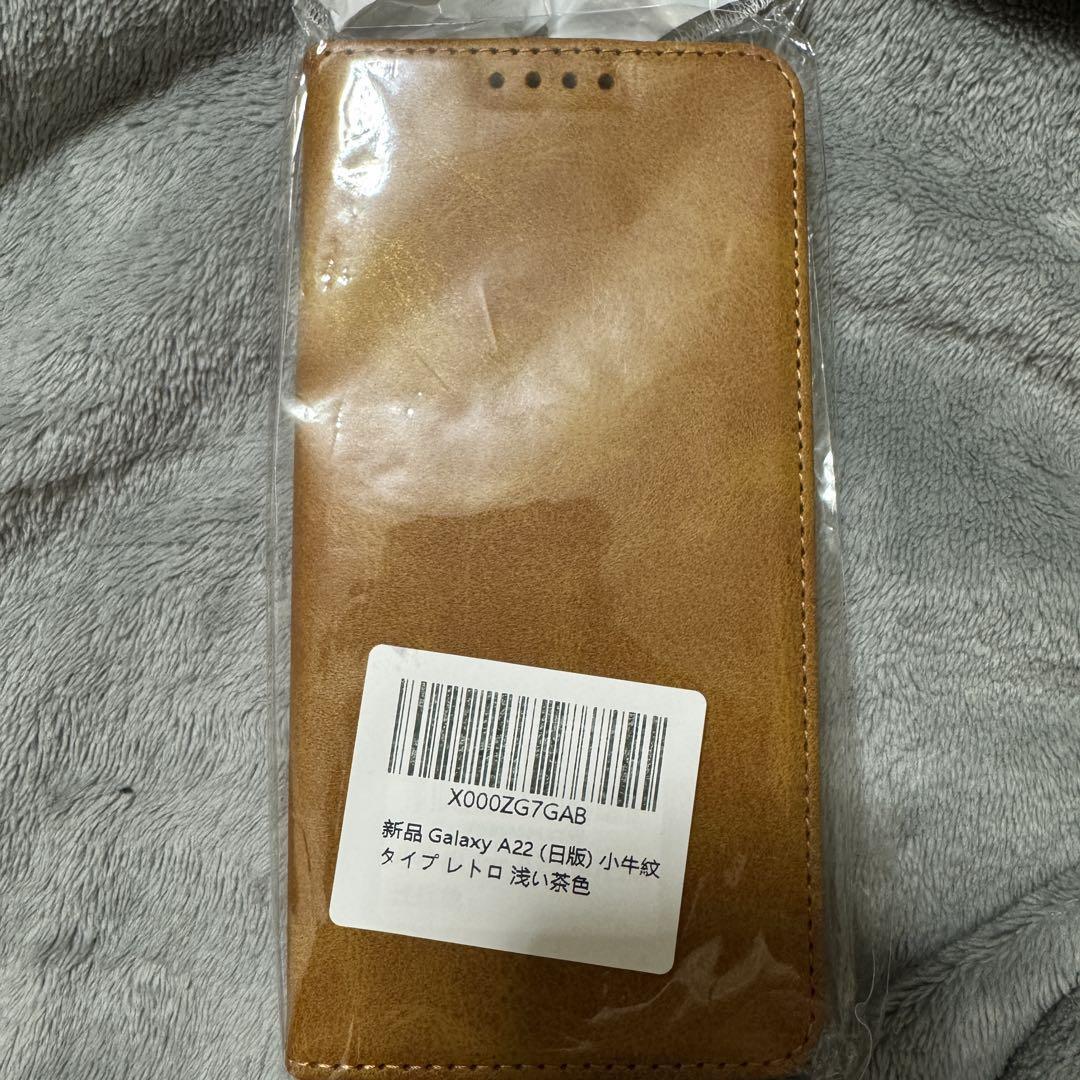 X000ZG7GAB
新品 Galaxy A22 (日版) 小牛紋
タイプ レトロ 浅い茶色